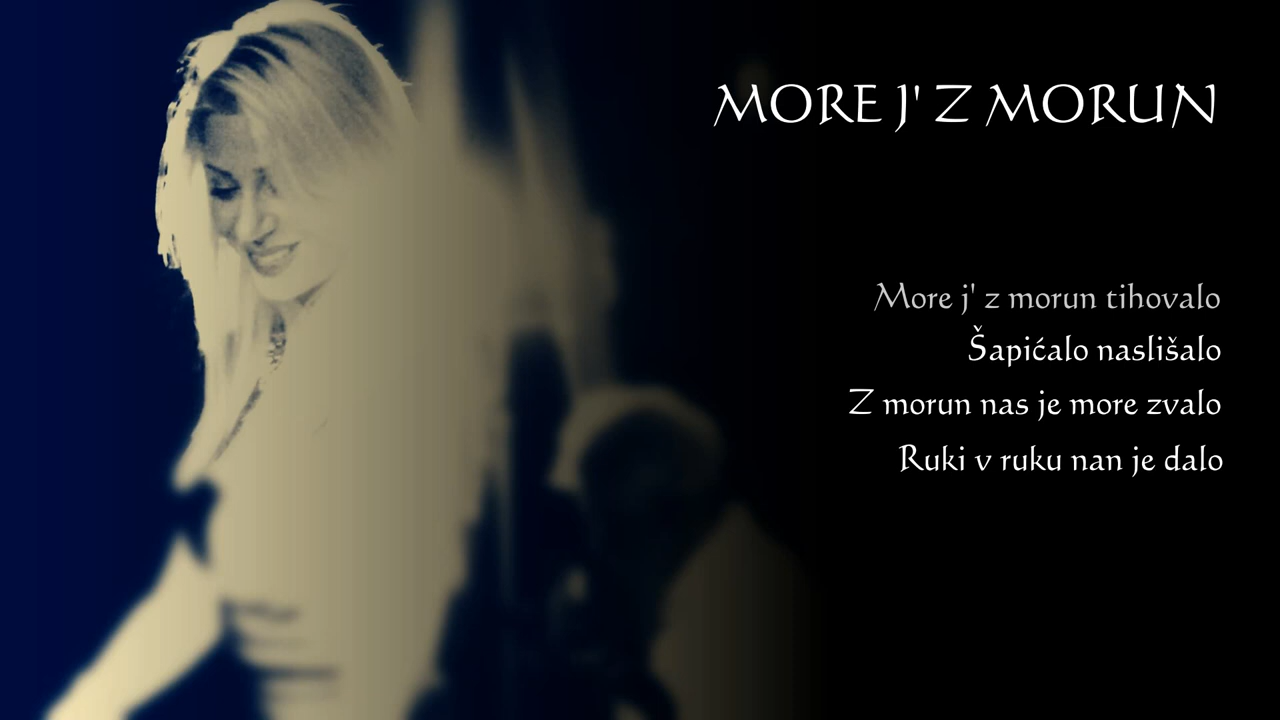 MORE J' Z MORUN
More j' z morun tihovalo
Šapićalo naslišalo
Z morun nas je more zvalo
Ruki v ruku nan je dalo